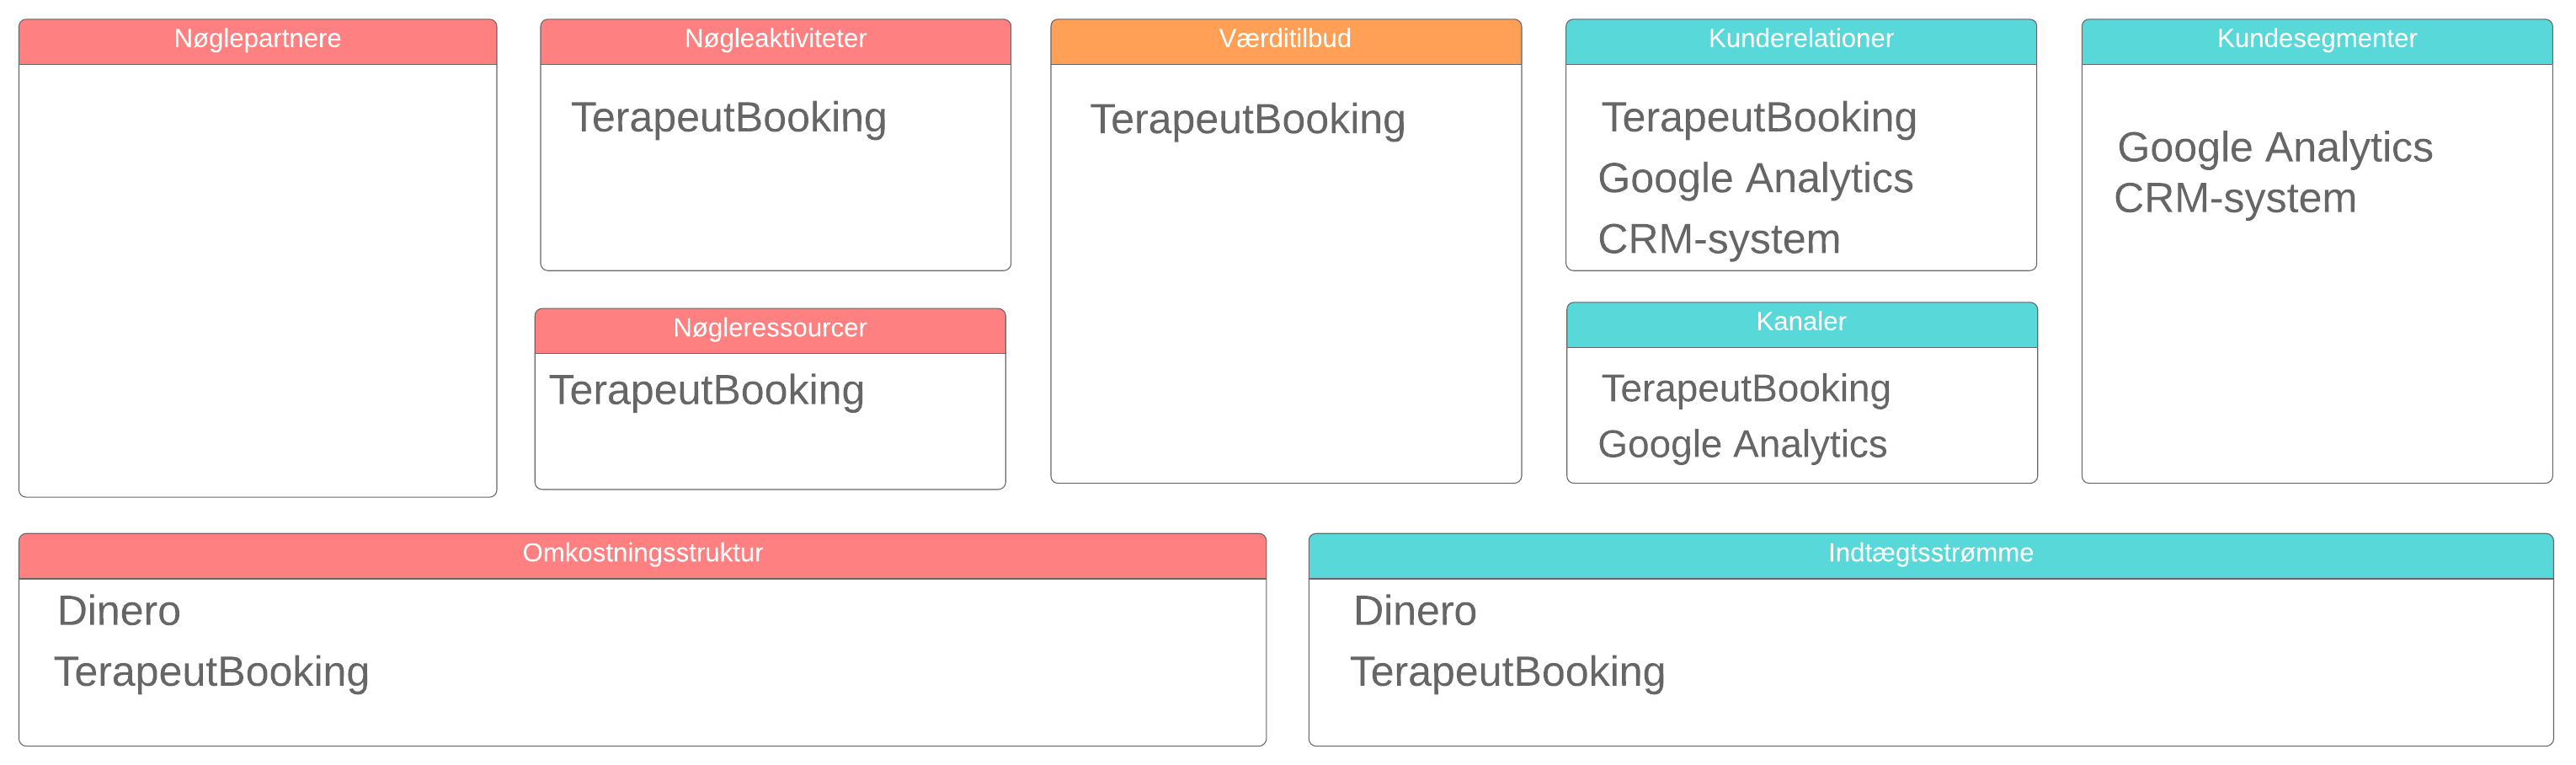 Nøglepartnere
Nøgleaktiviteter
TerapeutBooking
Nøgleressourcer
TerapeutBooking
Værditilbud
TerapeutBooking
Kunderelationer
TerapeutBooking
Google Analytics
CRM-system
Kanaler
TerapeutBooking
Google Analytics
Kundesegmenter
Google Analytics
CRM-system
Omkostningsstruktur
Dinero
TerapeutBooking
Indtægtsstrømme
Dinero
TerapeutBooking